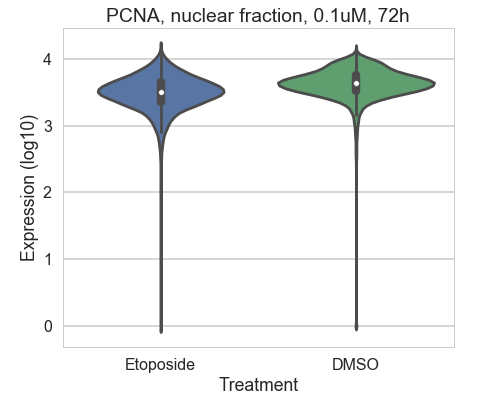 PCNA, nuclear fraction, 0.1uM, 72h
Expression (log10)
4
3
2
1
0
Etoposide
DMSO
Treatment